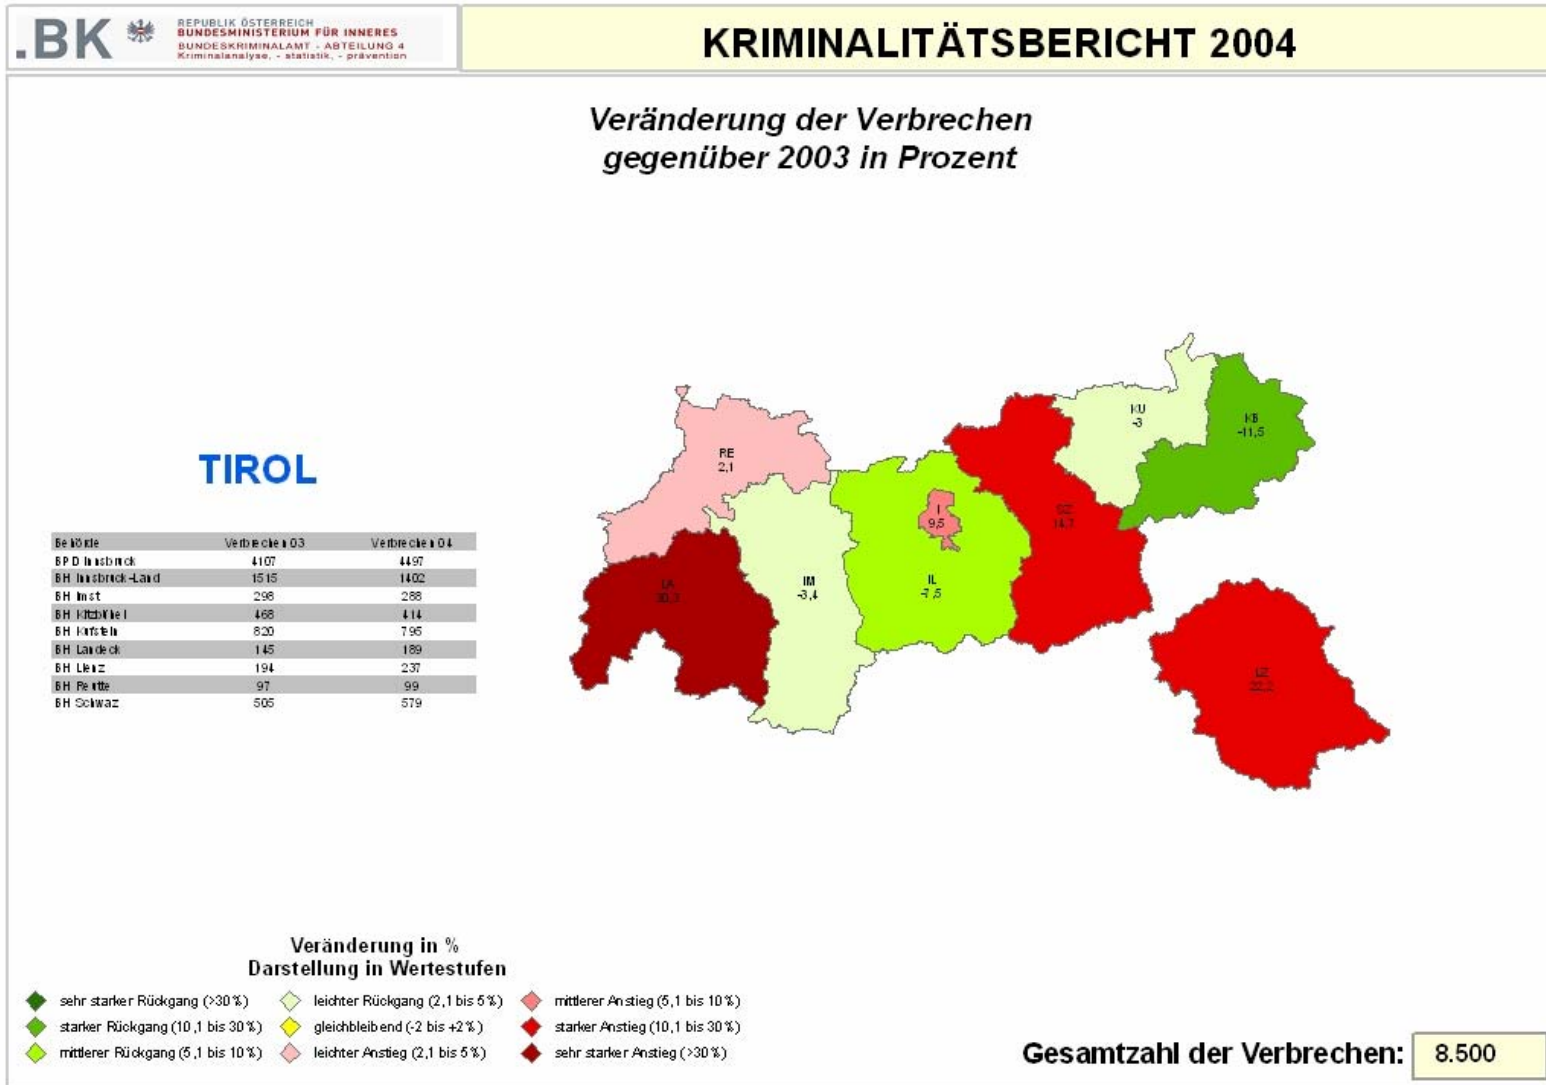 .BK
REPUBLIK ÖSTERREICH
BUNDESMINISTERIUM FÜR INNERES
BUNDESKRIMINALAMT - ABTEILUNG 4
Kriminalanalyse, - statistik, - prävention
KRIMINALITÄTSBERICHT 2004
Veränderung der Verbrechen
gegenüber 2003 in Prozent
TIROL
Behörde Verbrechen 03 Verbrechen 04
BPD Innsbruck 4107 4497
BH Innsbruck-Land 1515 1402
BH Imst 298 288
BH Kitzbühel 468 414
BH Kufstein 820 795
BH Landeck 145 189
BH Lienz 194 237
BH Reutte 97 99
BH Schwaz 505 579
KU
-3
KB
-11,5
RE
2,1
I
9,5
SZ
14,7
LA
30,3
IM
-3,4
IL
-7,5
LZ
22,2
Veränderung in %
Darstellung in Wertestufen
sehr starker Rückgang (>30%) leichter Rückgang (2,1 bis 5%) mittlerer Anstieg (5,1 bis 10%)
starker Rückgang (10,1 bis 30%) gleichbleibend (-2 bis +2%) starker Anstieg (10,1 bis 30%)
mittlerer Rückgang (5,1 bis 10%) leichter Anstieg (2,1 bis 5%) sehr starker Anstieg (>30%)
Gesamtzahl der Verbrechen: 8.500